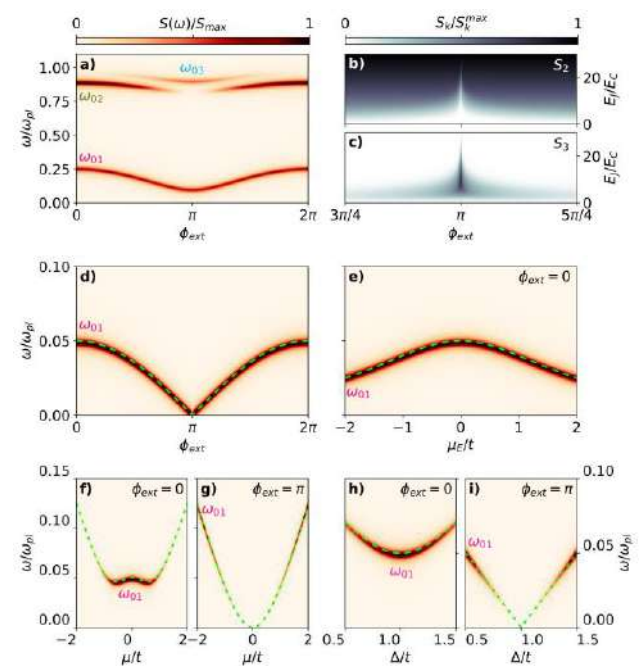 0 S(ω)/S_max 1
0 S_k/S_k^max 1
a) ω_03
ω_02
ω_01
1.00
0.75
0.50
0.25
0.00
ω/ω_pl
0 π 2π
ϕ_ext
b) S_2
20
0
E_J/E_C
c) S_3
20
0
E_J/E_C
3π/4 π 5π/4
ϕ_ext
d)
ω_01
0.10
0.05
0.00
ω/ω_pl
0 π 2π
ϕ_ext
e) ϕ_ext = 0
ω_01
−2 −1 0 1 2
μ_E/t
f) ϕ_ext = 0
ω_01
0.15
0.10
0.05
0.00
ω/ω_pl
−2 0 2
μ/t
g) ϕ_ext = π
ω_01
−2 0 2
μ/t
h) ϕ_ext = 0
ω_01
0.5 1.0 1.5
Δ/t
i) ϕ_ext = π
ω_01
0.10
0.05
0.00
ω/ω_pl
0.5 1.0 1.5
Δ/t